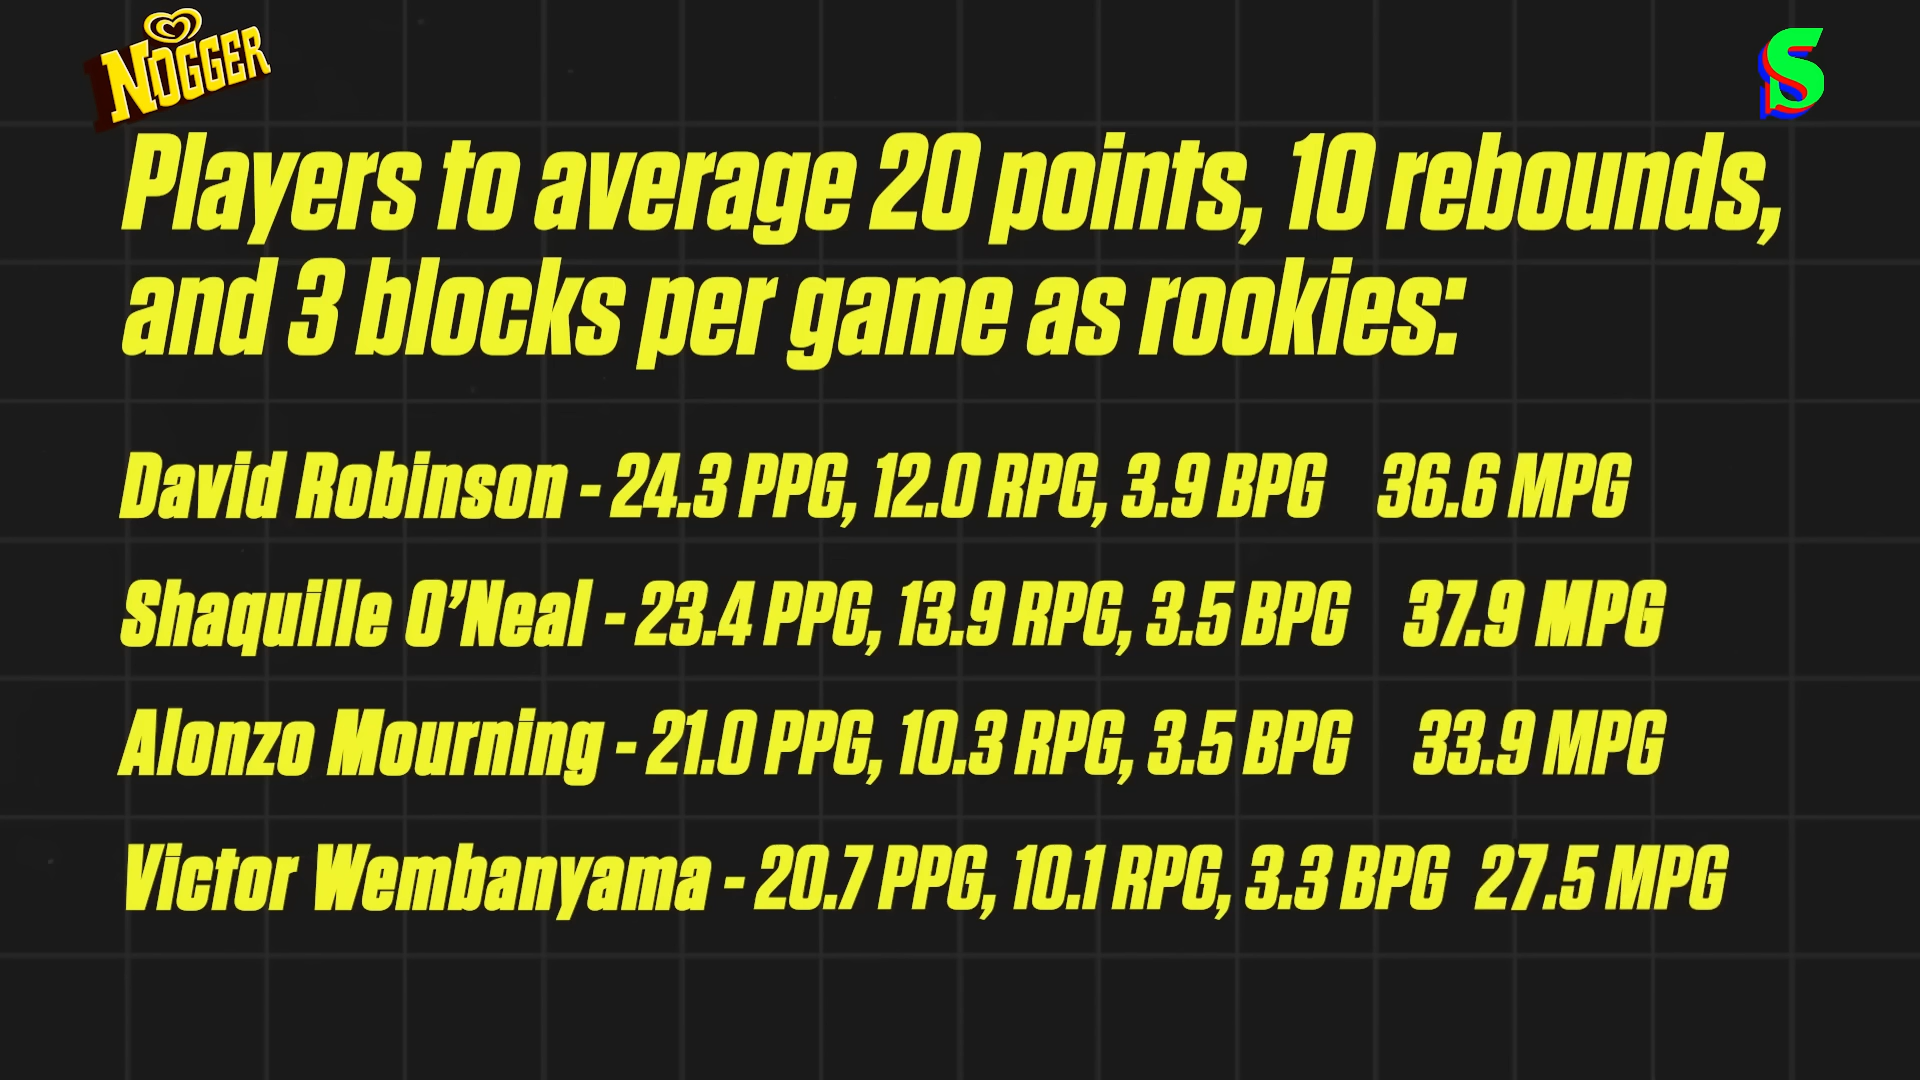 NOGGER
S
Players to average 20 points, 10 rebounds,
and 3 blocks per game as rookies:
David Robinson - 24.3 PPG, 12.0 RPG, 3.9 BPG 36.6 MPG
Shaquille O'Neal - 23.4 PPG, 13.9 RPG, 3.5 BPG 37.9 MPG
Alonzo Mourning - 21.0 PPG, 10.3 RPG, 3.5 BPG 33.9 MPG
Victor Wembanyama - 20.7 PPG, 10.1 RPG, 3.3 BPG 27.5 MPG